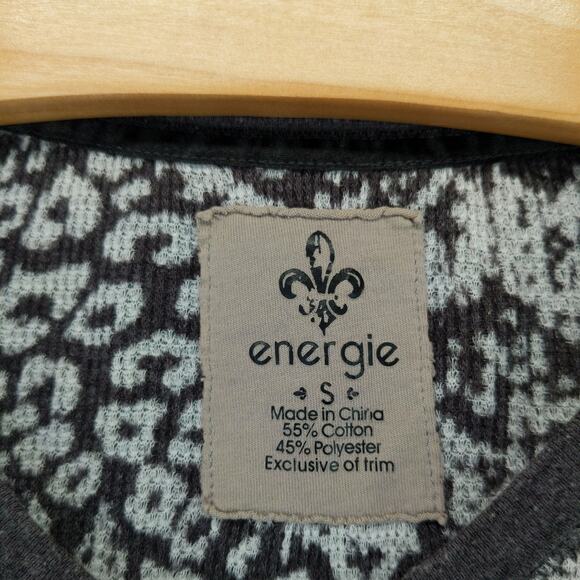 energie
S
Made in China
55% Cotton
45% Polyester
Exclusive of trim